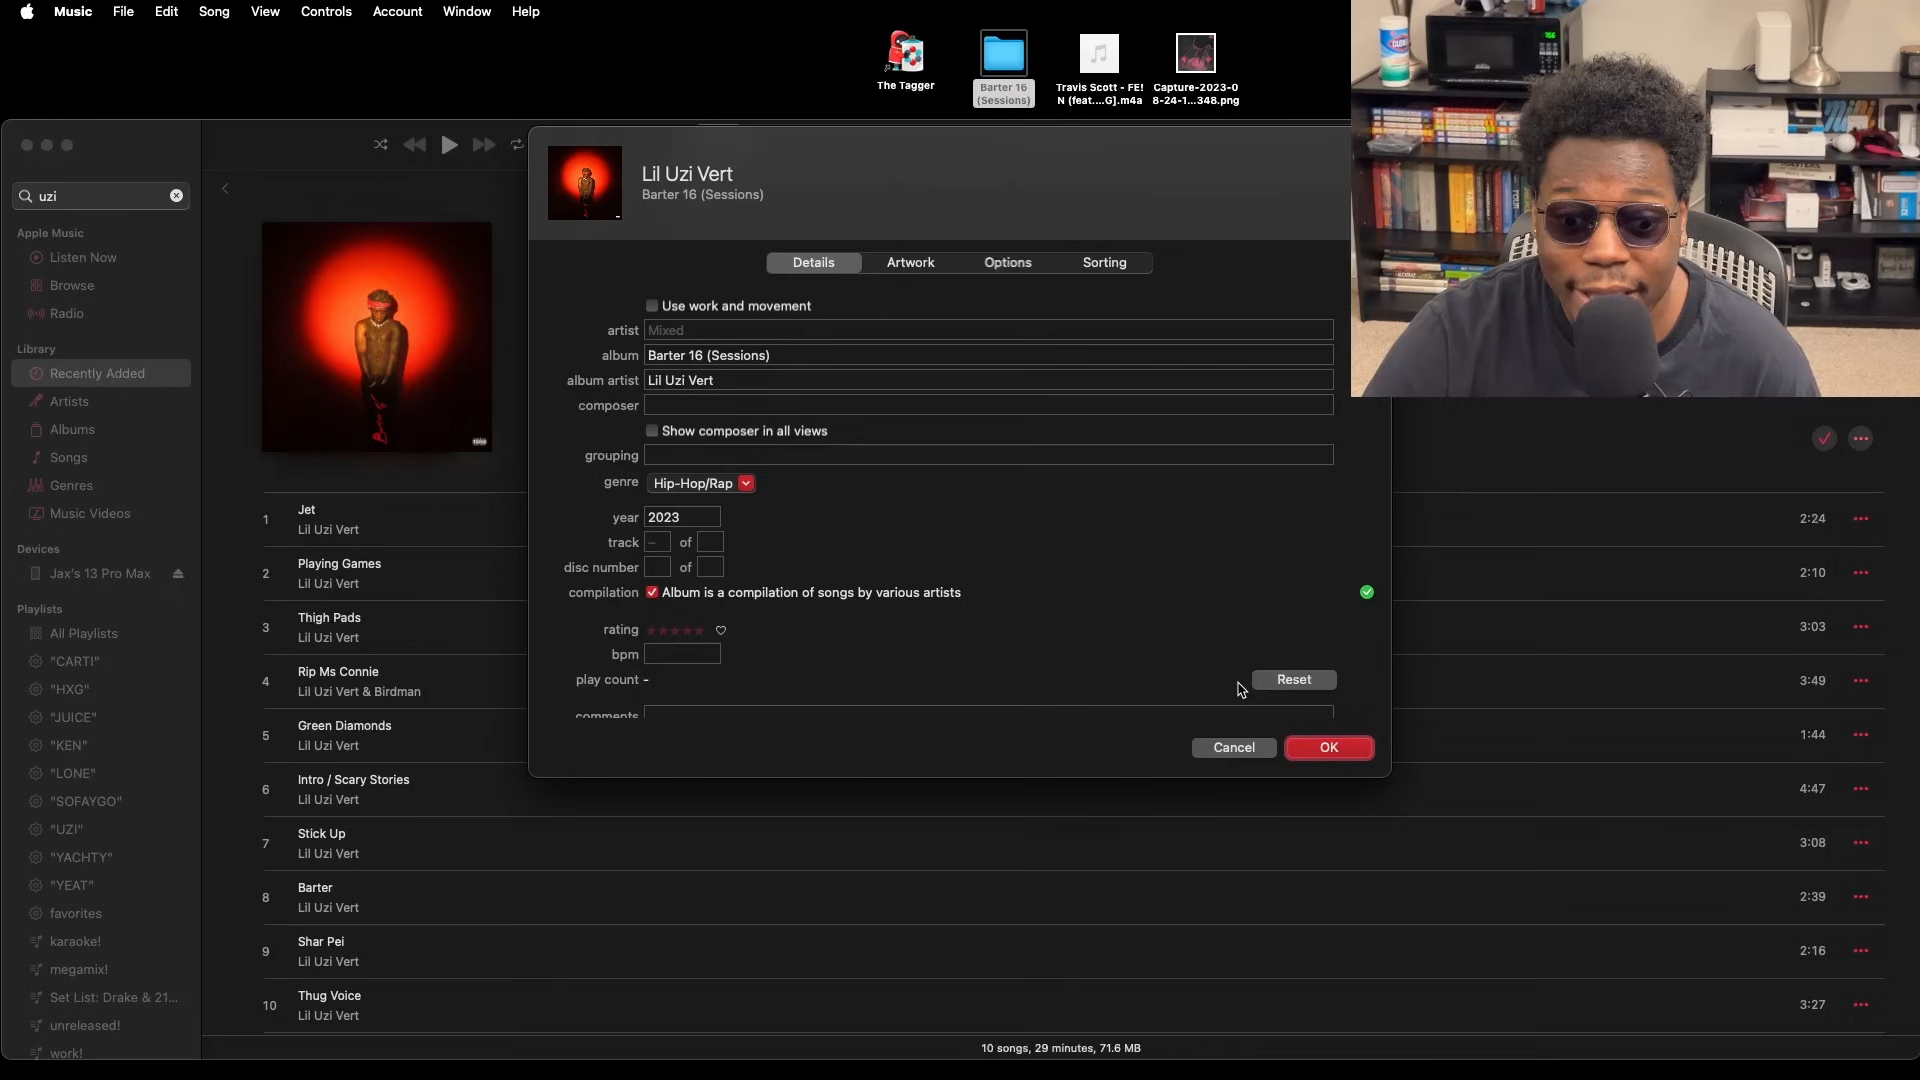 Music File Edit Song View Controls Account Window Help
The Tagger
Barter 16
(Sessions)
Travis Scott - FE!
N (feat....G].m4a
Capture-2023-0
8-24-1...348.png
CLOROX
uzi
Apple Music
Listen Now
Browse
Radio
Library
Recently Added
Artists
Albums
Songs
Genres
Music Videos
Devices
Jax's 13 Pro Max
Playlists
All Playlists
"CARTI"
"HXG"
"JUICE"
"KEN"
"LONE"
"SOFAYGO"
"UZI"
"YACHTY"
"YEAT"
favorites
karaoke!
megamix!
Set List: Drake & 21...
unreleased!
work!
Lil Uzi Vert
Barter 16 (Sessions)
Details Artwork Options Sorting
Use work and movement
artist Mixed
album Barter 16 (Sessions)
album artist Lil Uzi Vert
composer
Show composer in all views
grouping
genre Hip-Hop/Rap
year 2023
track – of
disc number of
compilation Album is a compilation of songs by various artists
rating
bpm
play count - Reset
comments
Cancel OK
1 Jet 2:24
Lil Uzi Vert
2 Playing Games 2:10
Lil Uzi Vert
3 Thigh Pads 3:03
Lil Uzi Vert
4 Rip Ms Connie 3:49
Lil Uzi Vert & Birdman
5 Green Diamonds 1:44
Lil Uzi Vert
6 Intro / Scary Stories 4:47
Lil Uzi Vert
7 Stick Up 3:08
Lil Uzi Vert
8 Barter 2:39
Lil Uzi Vert
9 Shar Pei 2:16
Lil Uzi Vert
10 Thug Voice 3:27
Lil Uzi Vert
10 songs, 29 minutes, 71.6 MB